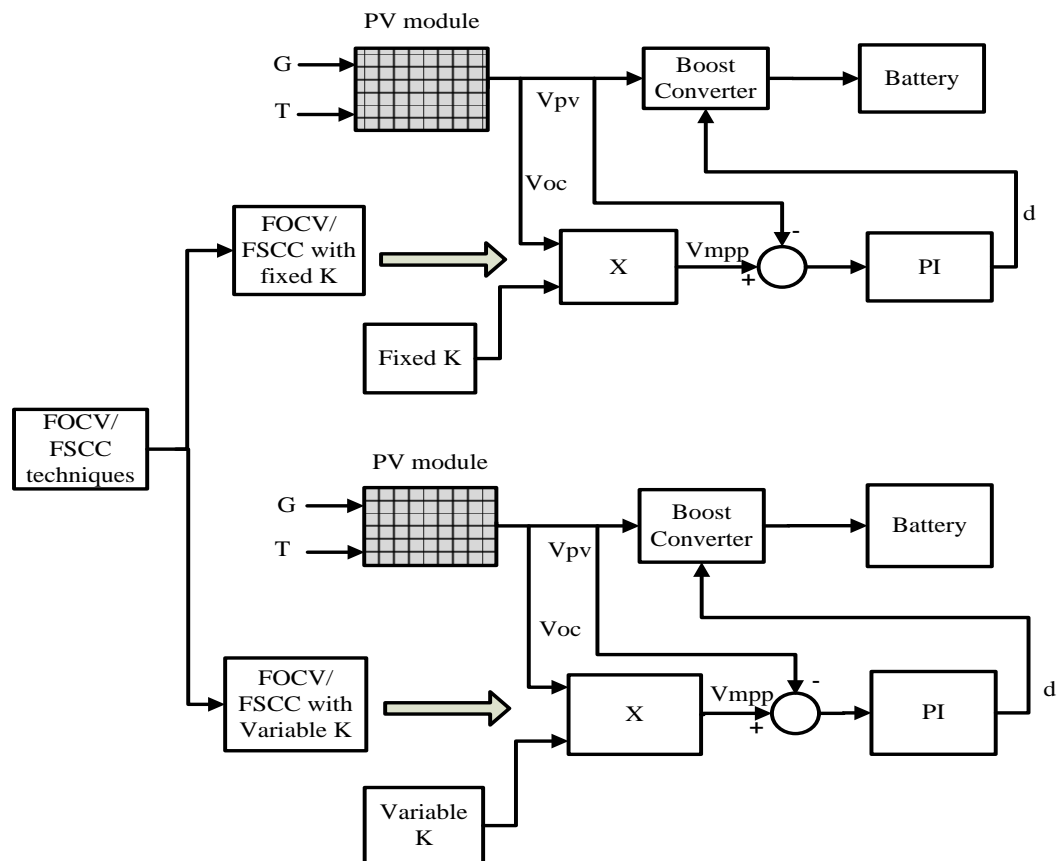 PV module
G
T
Vpv
Boost
Converter
Battery
Voc
d
FOCV/
FSCC with
fixed K
X
Vmpp
-
+
PI
Fixed K
FOCV/
FSCC
techniques
PV module
G
T
Vpv
Boost
Converter
Battery
Voc
d
FOCV/
FSCC with
Variable K
X
Vmpp
-
+
PI
Variable
K